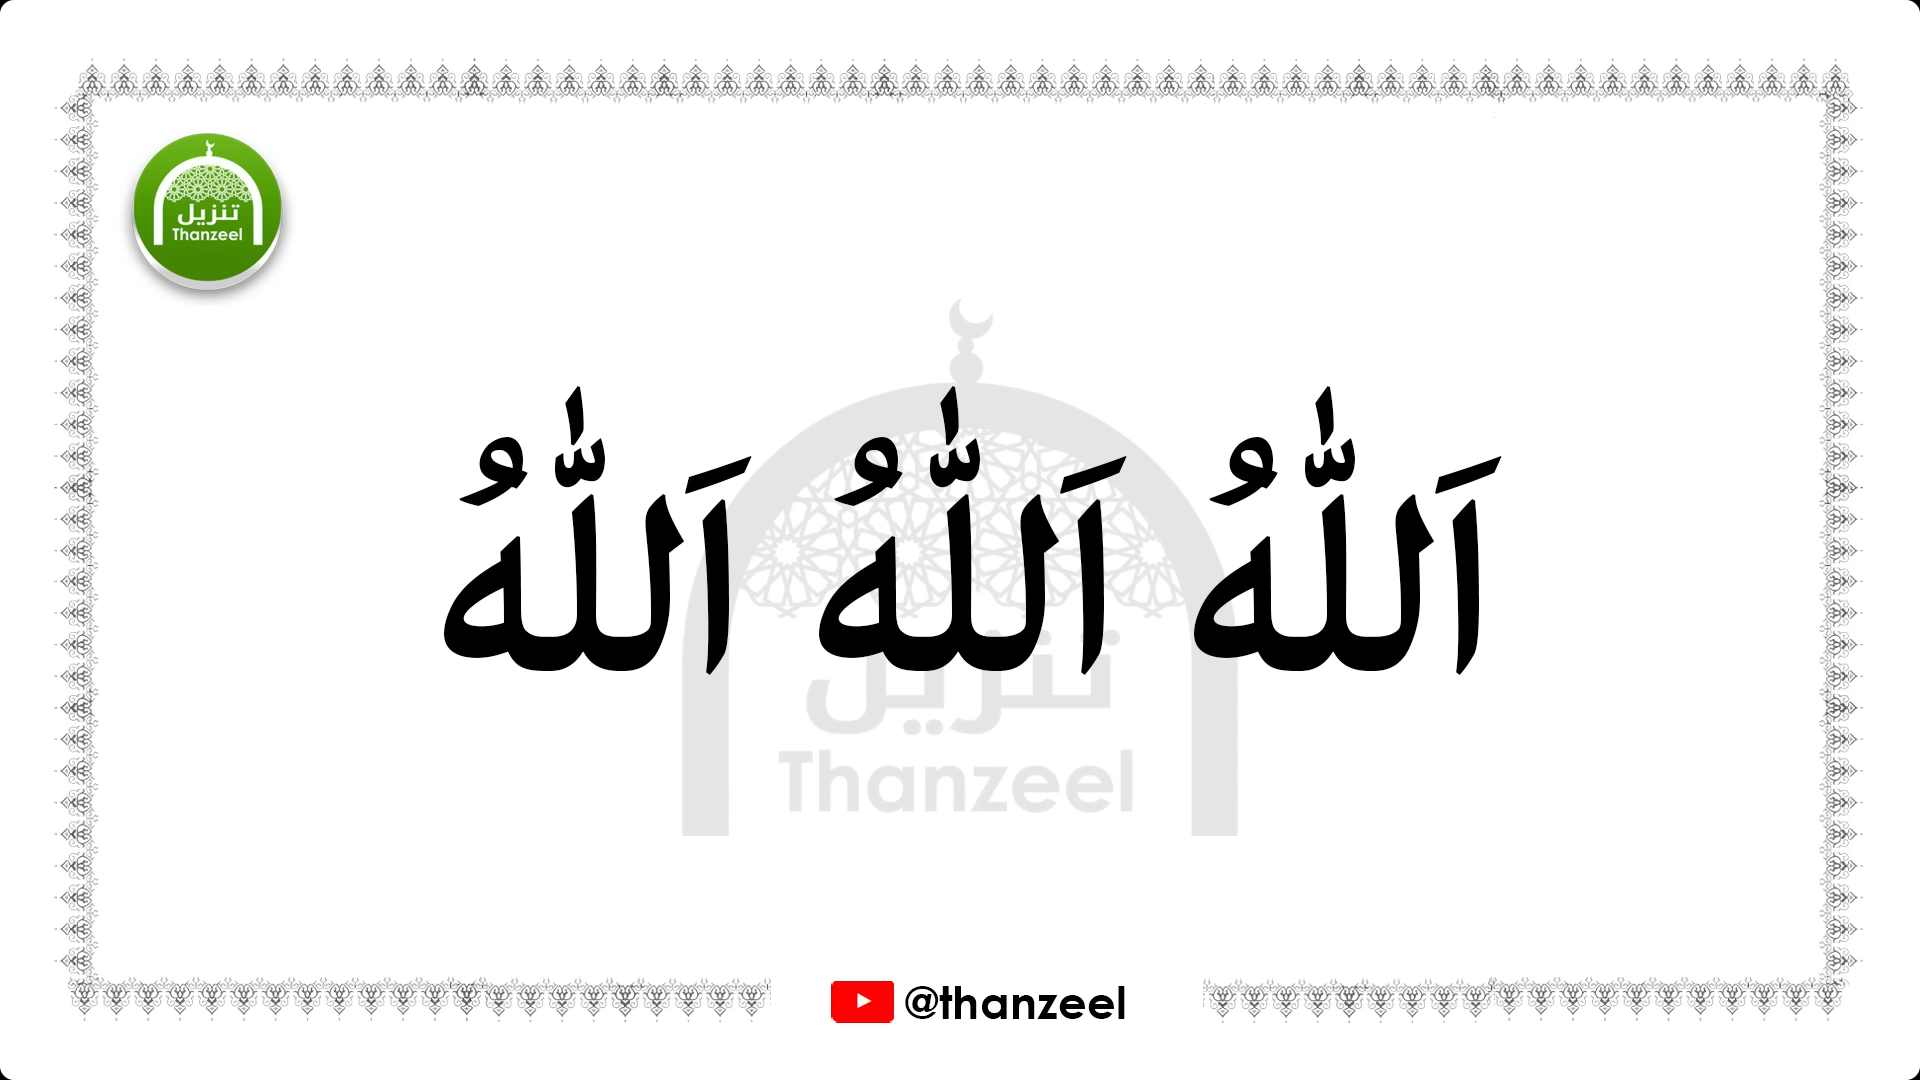 تنزيل
Thanzeel
اَللّٰهُ اَللّٰهُ اَللّٰهُ
تنزيل
Thanzeel
@thanzeel